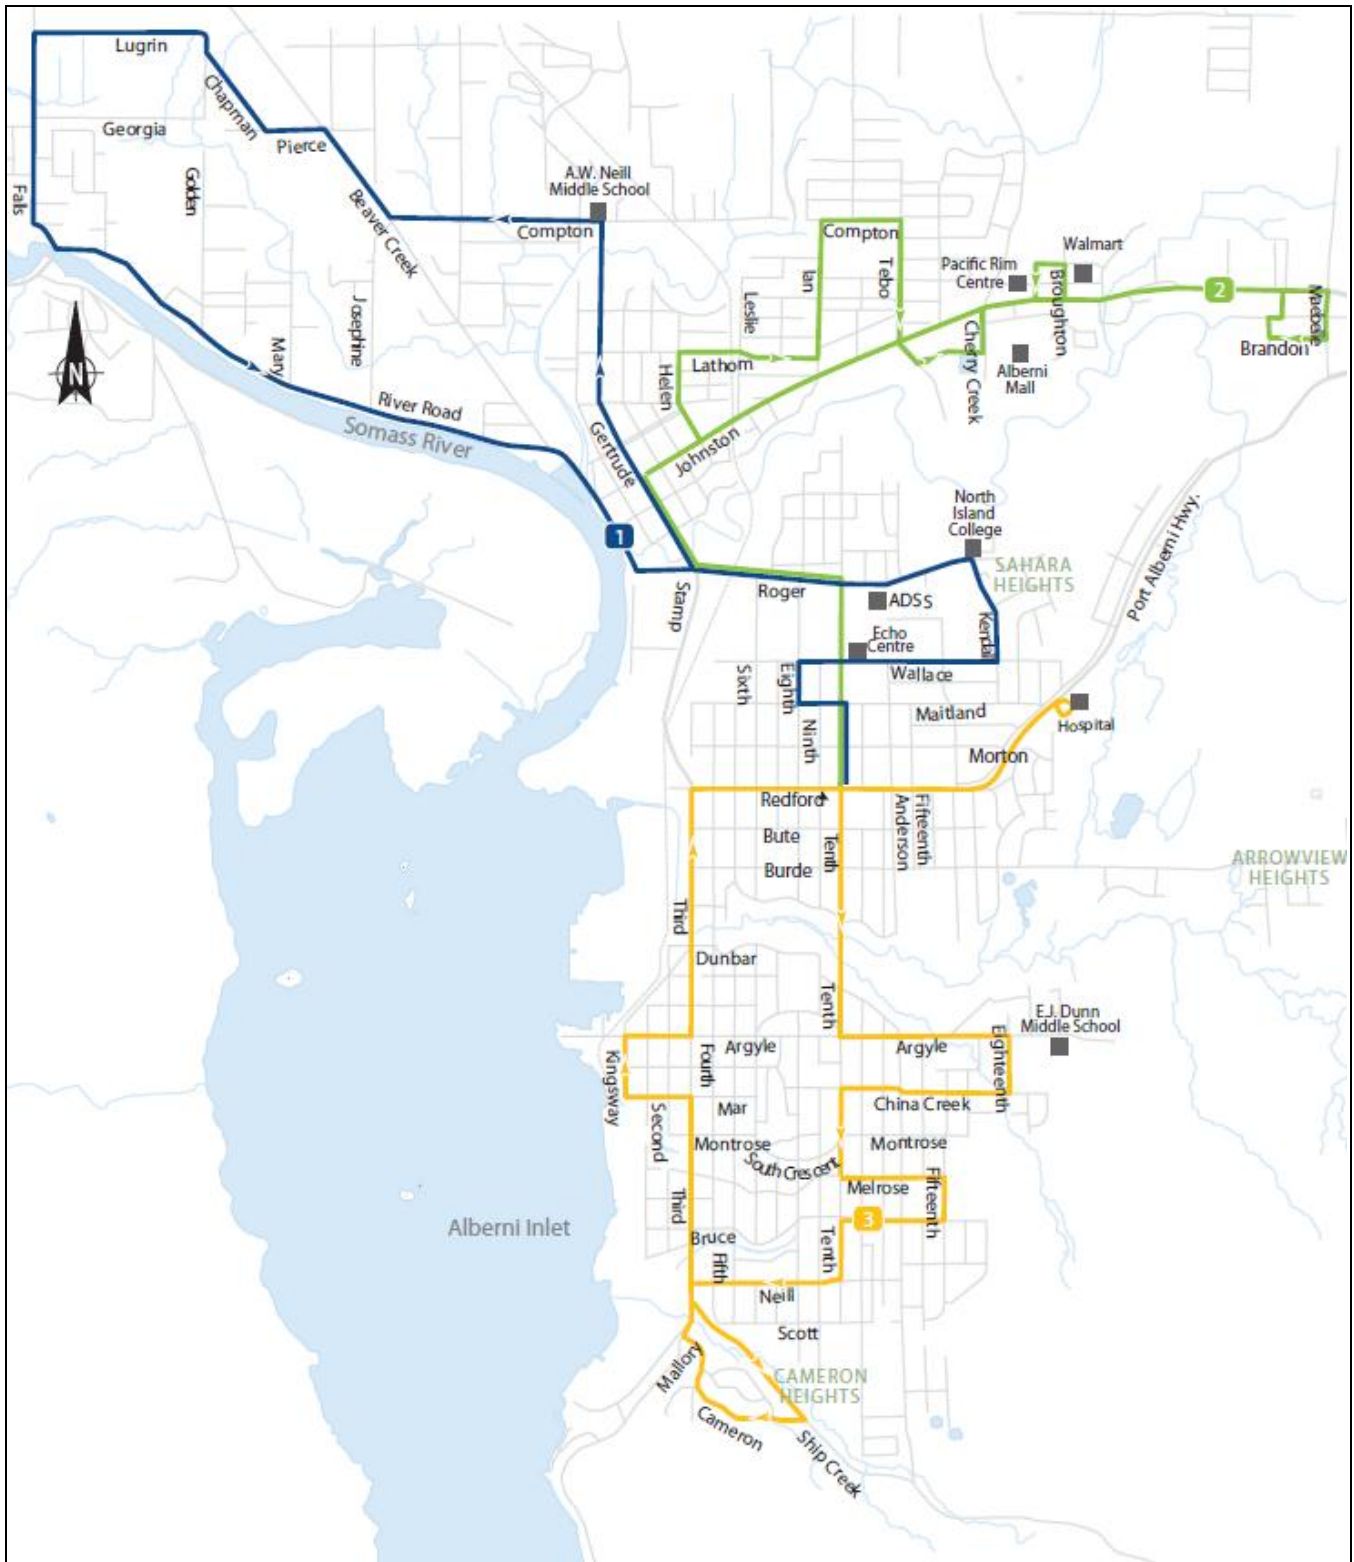 Lugrin
Chapman
Georgia
Pierce
Falls
Golden
Beaver Creek
A.W. Neill
Middle School
Compton
Compton
Ian
Tebo
Leslie
Pacific Rim
Centre
Walmart
Broughton
2
Maebelle
Brandon
Josephine
Mary
N
Helen
Lathom
Cherry Creek
Alberni
Mall
River Road
Somass River
Gertrude
Johnston
1
North
Island
College
SAHARA
HEIGHTS
Port Alberni Hwy.
Stamp
Roger
ADSS
Echo
Centre
Kendall
Sixth
Eighth
Wallace
Maitland
Ninth
Hospital
Morton
Redford
Bute
Burde
Tenth
Anderson
Fifteenth
ARROWVIEW
HEIGHTS
Third
Dunbar
Tenth
E.J. Dunn
Middle School
Eighteenth
Kingsway
Fourth
Argyle
Argyle
Second
Mar
China Creek
Montrose
Montrose
South Crescent
Melrose
Fifteenth
Third
3
Alberni Inlet
Bruce
Fifth
Tenth
Neill
Scott
Mallory
CAMERON
HEIGHTS
Cameron
Ship Creek